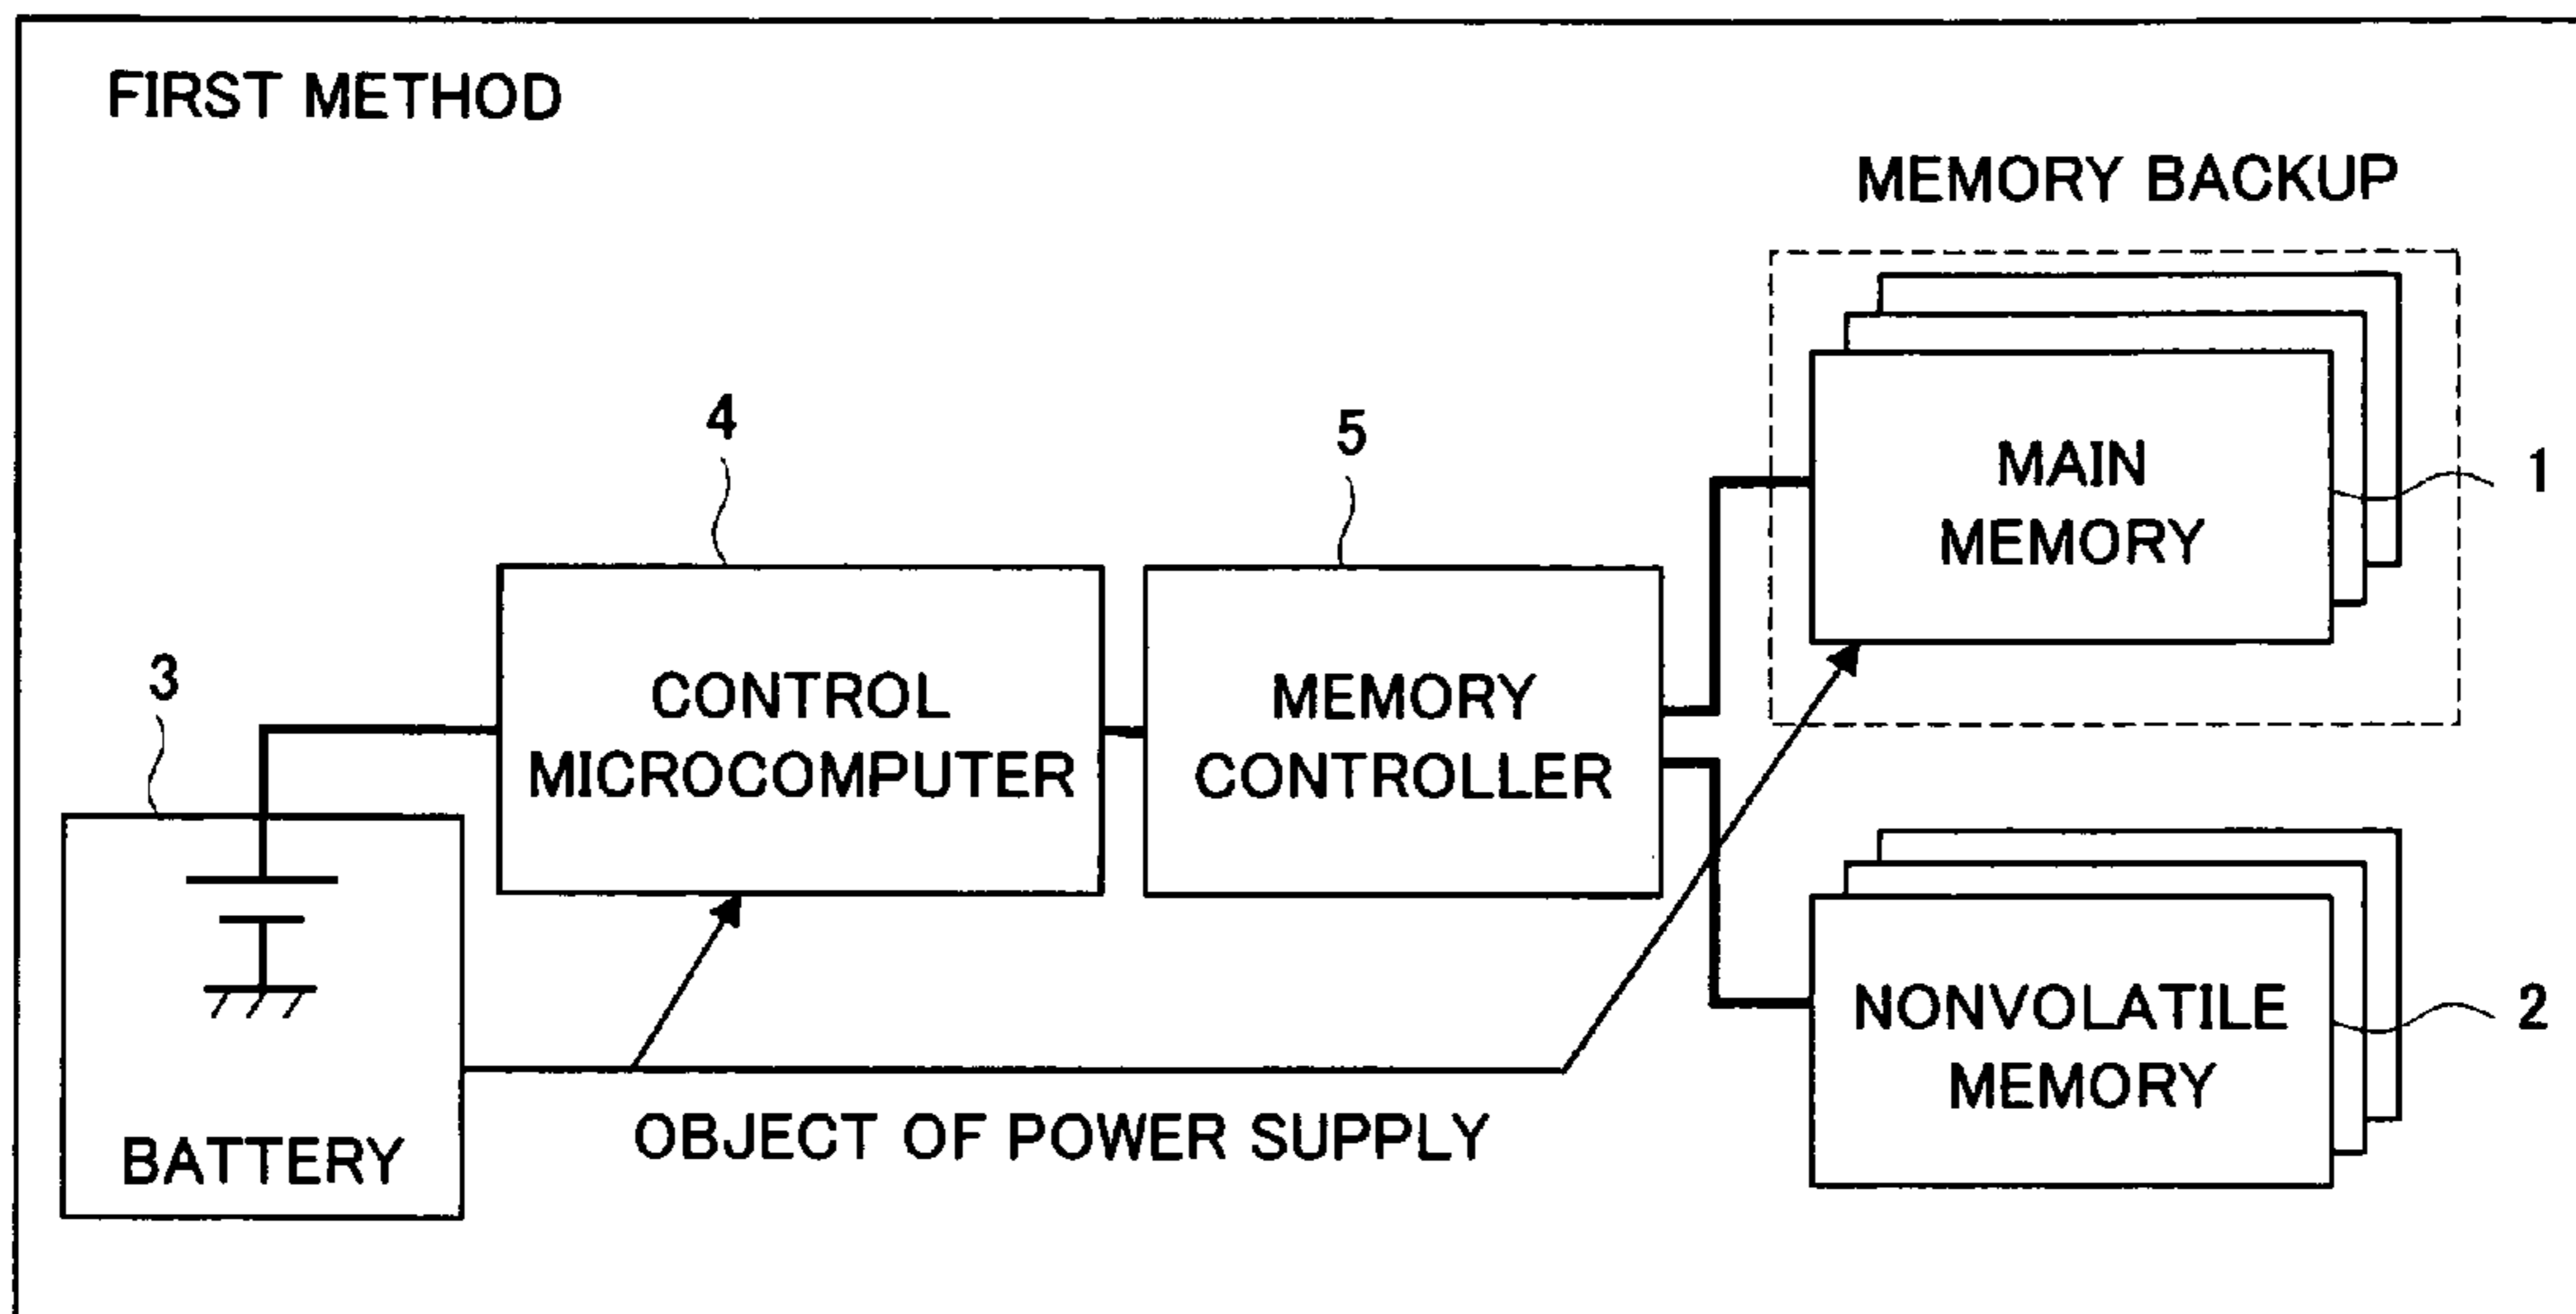 FIRST METHOD
MEMORY BACKUP
4
5
MAIN
MEMORY
1
3
CONTROL
MICROCOMPUTER
MEMORY
CONTROLLER
NONVOLATILE
MEMORY
2
BATTERY
OBJECT OF POWER SUPPLY